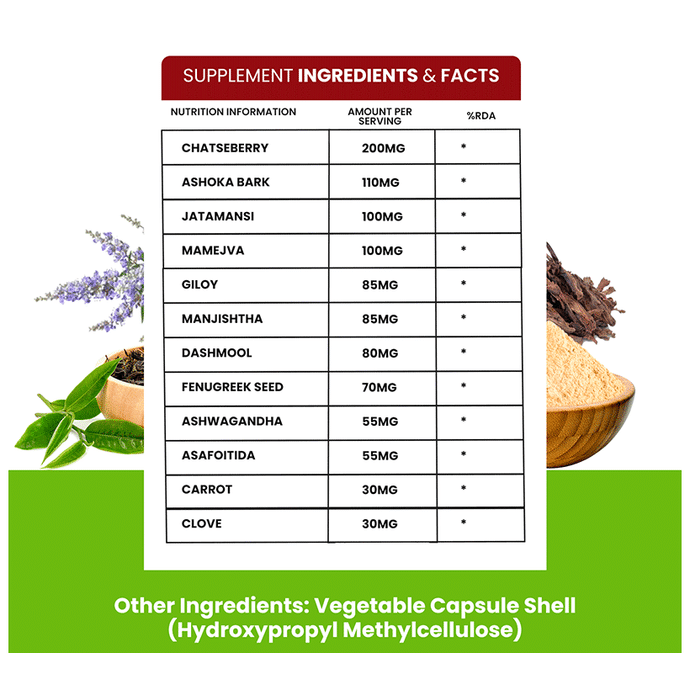 SUPPLEMENT INGREDIENTS & FACTS
NUTRITION INFORMATION AMOUNT PER SERVING %RDA
CHATSEBERRY 200MG *
ASHOKA BARK 110MG *
JATAMANSI 100MG *
MAMEJVA 100MG *
GILOY 85MG *
MANJISHTHA 85MG *
DASHMOOL 80MG *
FENUGREEK SEED 70MG *
ASHWAGANDHA 55MG *
ASAFOITIDA 55MG *
CARROT 30MG *
CLOVE 30MG *
Other Ingredients: Vegetable Capsule Shell
(Hydroxypropyl Methylcellulose)